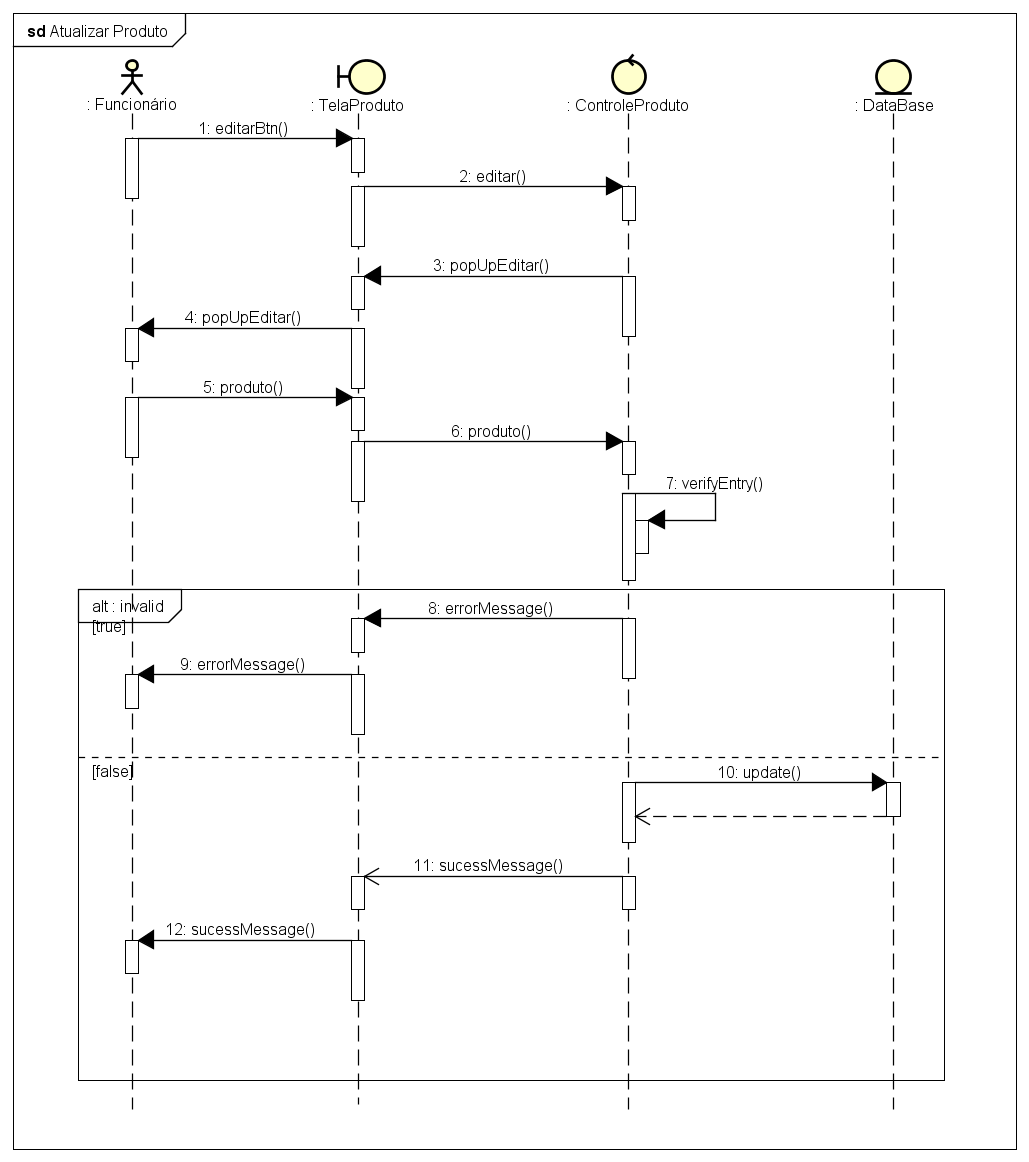 sd Atualizar Produto
: Funcionário
: TelaProduto
: ControleProduto
: DataBase
1: editarBtn()
2: editar()
3: popUpEditar()
4: popUpEditar()
5: produto()
6: produto()
7: verifyEntry()
alt : invalid
[true]
8: errorMessage()
9: errorMessage()
[false]
10: update()
11: sucessMessage()
12: sucessMessage()